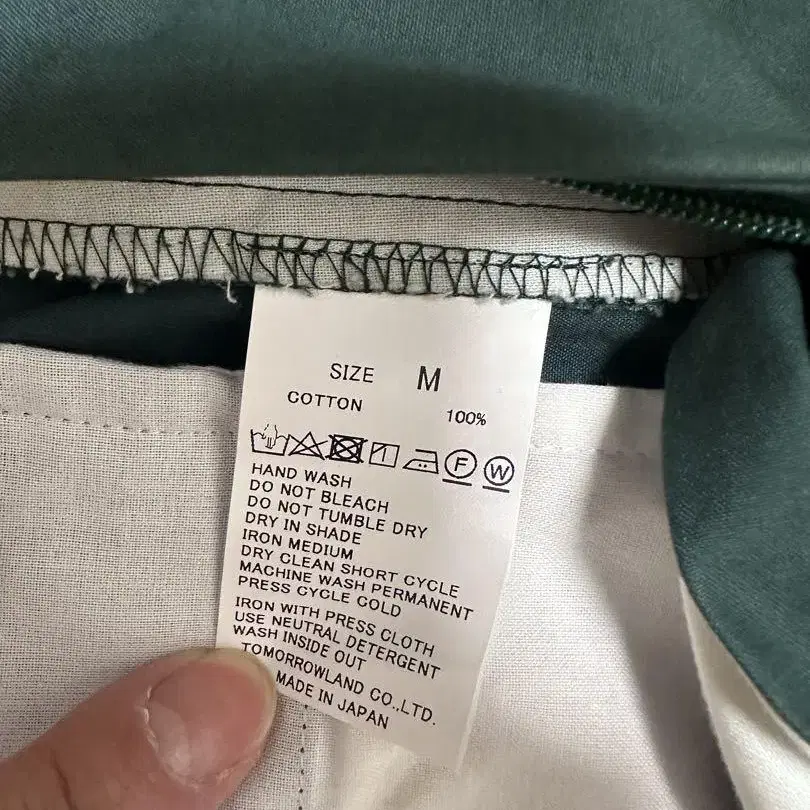 SIZE M
COTTON 100%
F W
HAND WASH
DO NOT BLEACH
DO NOT TUMBLE DRY
DRY IN SHADE
IRON MEDIUM
DRY CLEAN SHORT CYCLE
MACHINE WASH PERMANENT
PRESS CYCLE COLD
IRON WITH PRESS CLOTH
USE NEUTRAL DETERGENT
WASH INSIDE OUT
TOMORROWLAND CO.,LTD.
MADE IN JAPAN